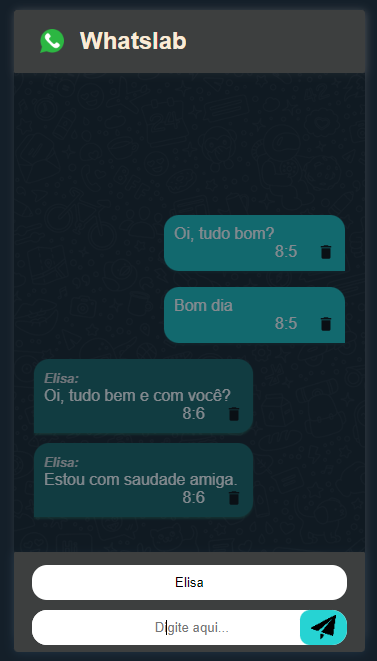 Whatslab
Oi, tudo bom?
8:5
Bom dia
8:5
Elisa:
Oi, tudo bem e com você?
8:6
Elisa:
Estou com saudade amiga.
8:6
Elisa
Digite aqui...